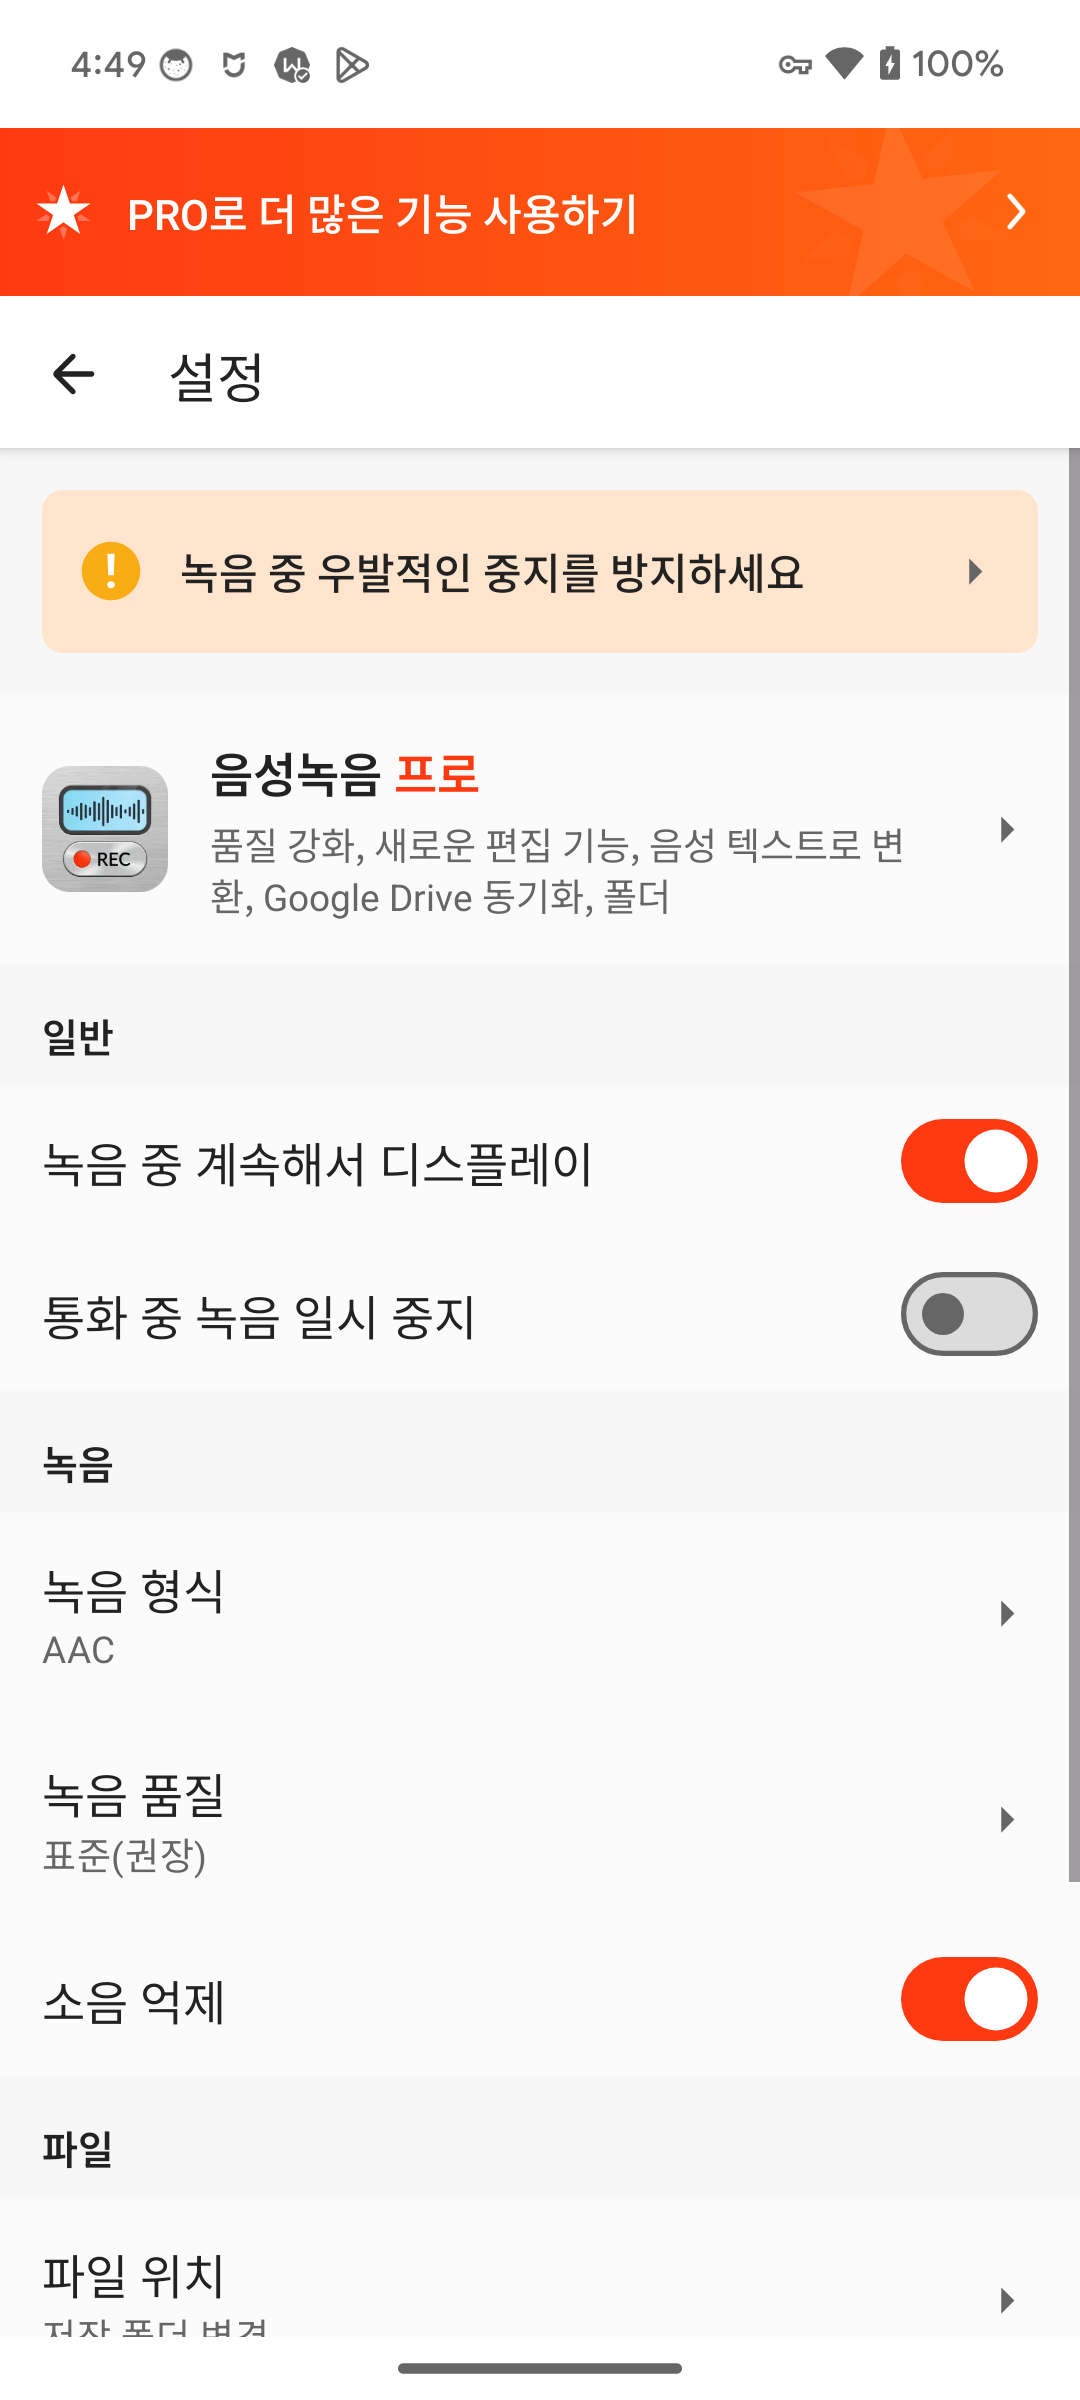 4:49
100%
PRO로 더 많은 기능 사용하기
설정
녹음 중 우발적인 중지를 방지하세요
REC
음성녹음 프로
품질 강화, 새로운 편집 기능, 음성 텍스트로 변
환, Google Drive 동기화, 폴더
일반
녹음 중 계속해서 디스플레이
통화 중 녹음 일시 중지
녹음
녹음 형식
AAC
녹음 품질
표준(권장)
소음 억제
파일
파일 위치
저장 폴더 변경